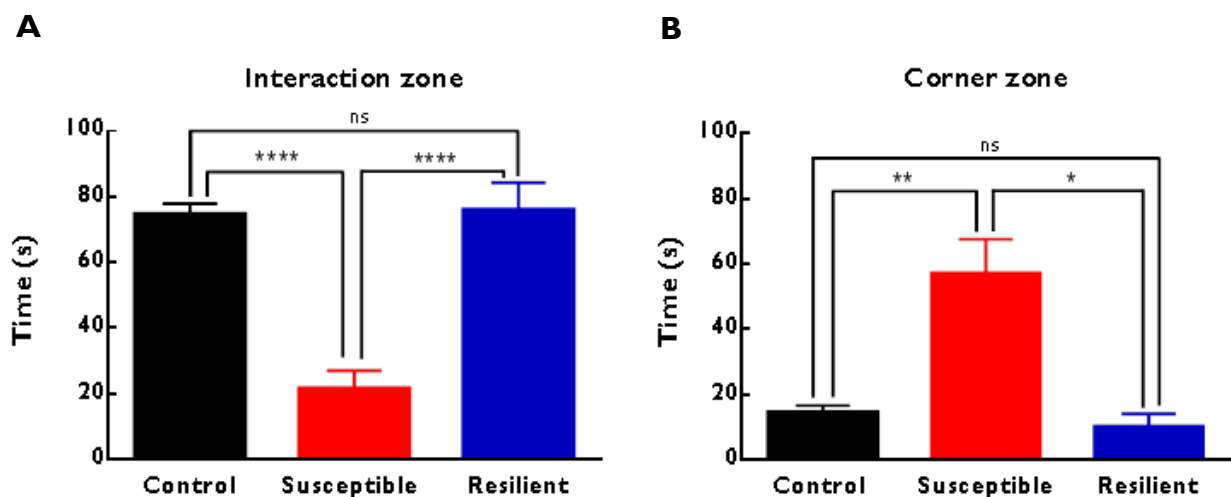 A
Interaction zone
ns
****
****
100
80
60
40
20
0
Time (s)
Control Susceptible Resilient
B
Corner zone
ns
**
*
100
80
60
40
20
0
Time (s)
Control Susceptible Resilient